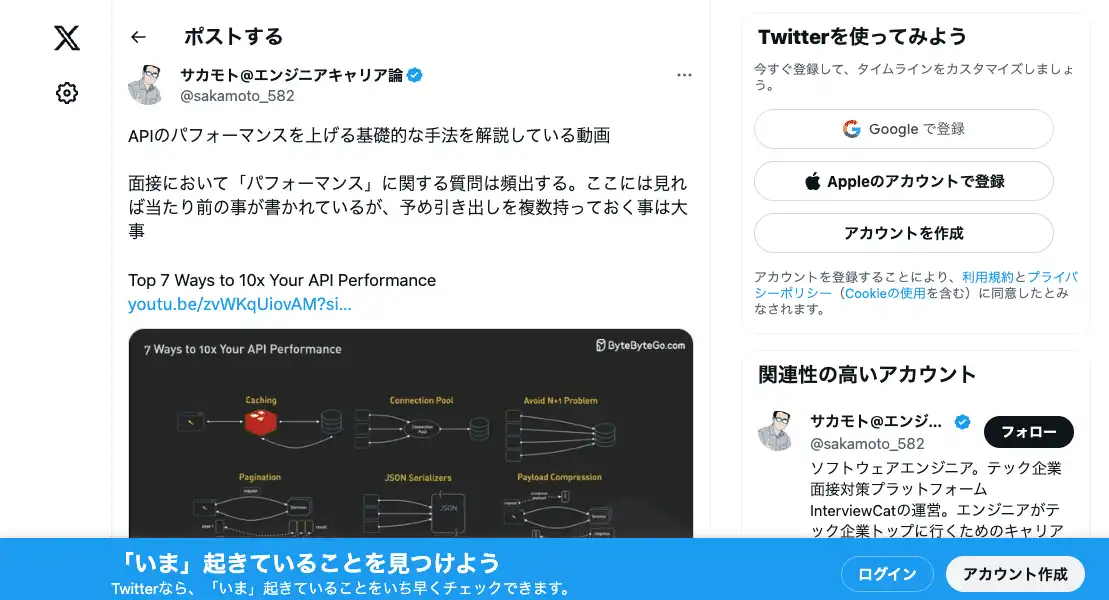 ポストする
サカモト@エンジニアキャリア論
@sakamoto_582
APIのパフォーマンスを上げる基礎的な手法を解説している動画
面接において「パフォーマンス」に関する質問は頻出する。ここには見れ
ば当たり前の事が書かれているが、予め引き出しを複数持っておく事は大
事
Top 7 Ways to 10x Your API Performance
youtu.be/zvWKqUiovAM?si...
7 Ways to 10x Your API Performance
ByteByteGo.com
Caching
Connection Pool
Avoid N+1 Problem
Connection
Pool
Pagination
JSON Serializers
Payload Compression
request
Services
result
JSON
Services
Twitterを使ってみよう
今すぐ登録して、タイムラインをカスタマイズしましょ
う。
Google で登録
Appleのアカウントで登録
アカウントを作成
アカウントを登録することにより、利用規約とプライバ
シーポリシー（Cookieの使用を含む）に同意したとみ
なされます。
関連性の高いアカウント
サカモト@エンジ...
@sakamoto_582
フォロー
ソフトウェアエンジニア。テック企業
面接対策プラットフォーム
InterviewCatの運営。エンジニアがテ
ック企業トップに行くためのキャリア
「いま」起きていることを見つけよう
Twitterなら、「いま」起きていることをいち早くチェックできます。
ログイン
アカウント作成